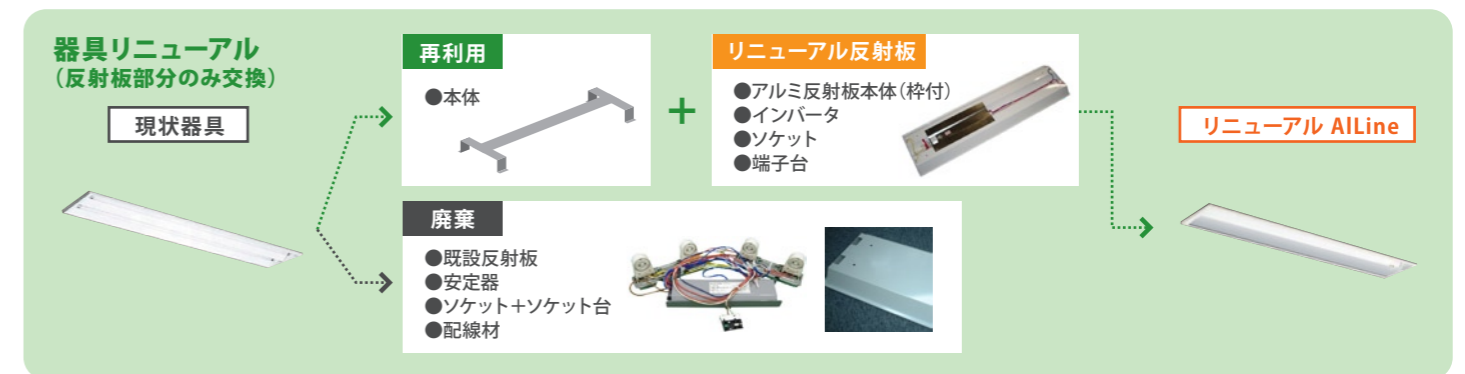 器具リニューアル
（反射板部分のみ交換）
現状器具
再利用
●本体
+
リニューアル反射板
●アルミ反射板本体（枠付）
●インバータ
●ソケット
●端子台
廃棄
●既設反射板
●安定器
●ソケット＋ソケット台
●配線材
リニューアル AlLine